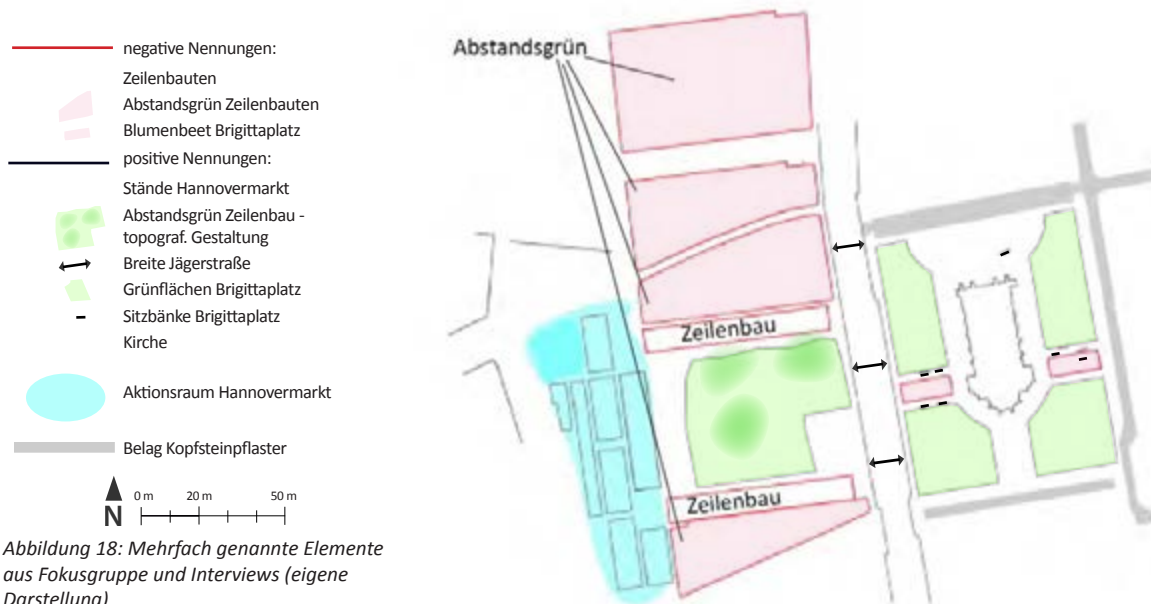 negative Nennungen:
Zeilenbauten
Abstandsgrün Zeilenbauten
Blumenbeet Brigittaplatz
positive Nennungen:
Stände Hannovermarkt
Abstandsgrün Zeilenbau -
topograf. Gestaltung
Breite Jägerstraße
Grünflächen Brigittaplatz
Sitzbänke Brigittaplatz
Kirche
Aktionsraum Hannovermarkt
Belag Kopfsteinpflaster
N
0 m 20 m 50 m
Abbildung 18: Mehrfach genannte Elemente
aus Fokusgruppe und Interviews (eigene
Darstellung)
Abstandsgrün
Zeilenbau
Zeilenbau